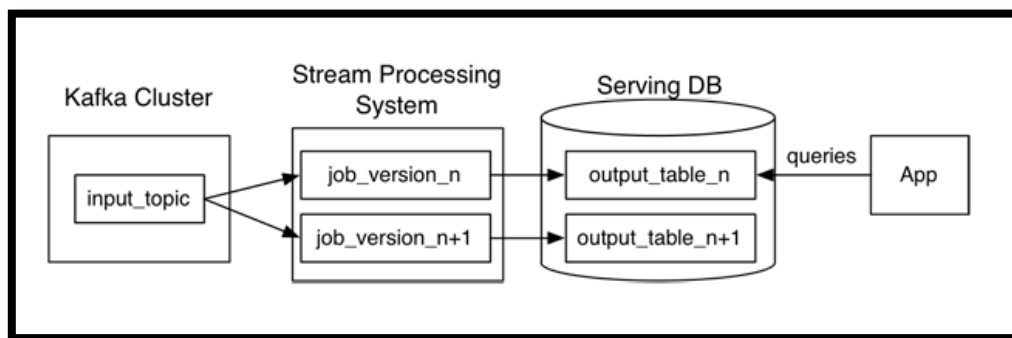 Kafka Cluster
Stream Processing
System
Serving DB
input_topic
job_version_n
job_version_n+1
output_table_n
output_table_n+1
queries
App